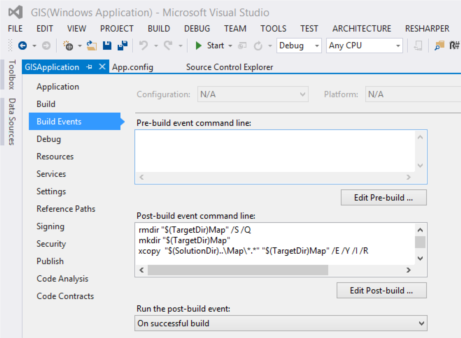 GIS(Windows Application) - Microsoft Visual Studio
FILE EDIT VIEW PROJECT BUILD DEBUG TEAM TOOLS TEST ARCHITECTURE RESHARPER
Start Debug Any CPU R#
GISApplication App.config Source Control Explorer
Toolbox
Data Sources
Application
Build
Build Events
Debug
Resources
Services
Settings
Reference Paths
Signing
Security
Publish
Code Analysis
Code Contracts
Configuration: N/A Platform: N/A
Pre-build event command line:
Edit Pre-build ...
Post-build event command line:
rmdir "$(TargetDir)Map" /S /Q
mkdir "$(TargetDir)Map"
xcopy "$(SolutionDir)..\Map\*.*" "$(TargetDir)Map" /E /Y /I /R
Edit Post-build ...
Run the post-build event:
On successful build